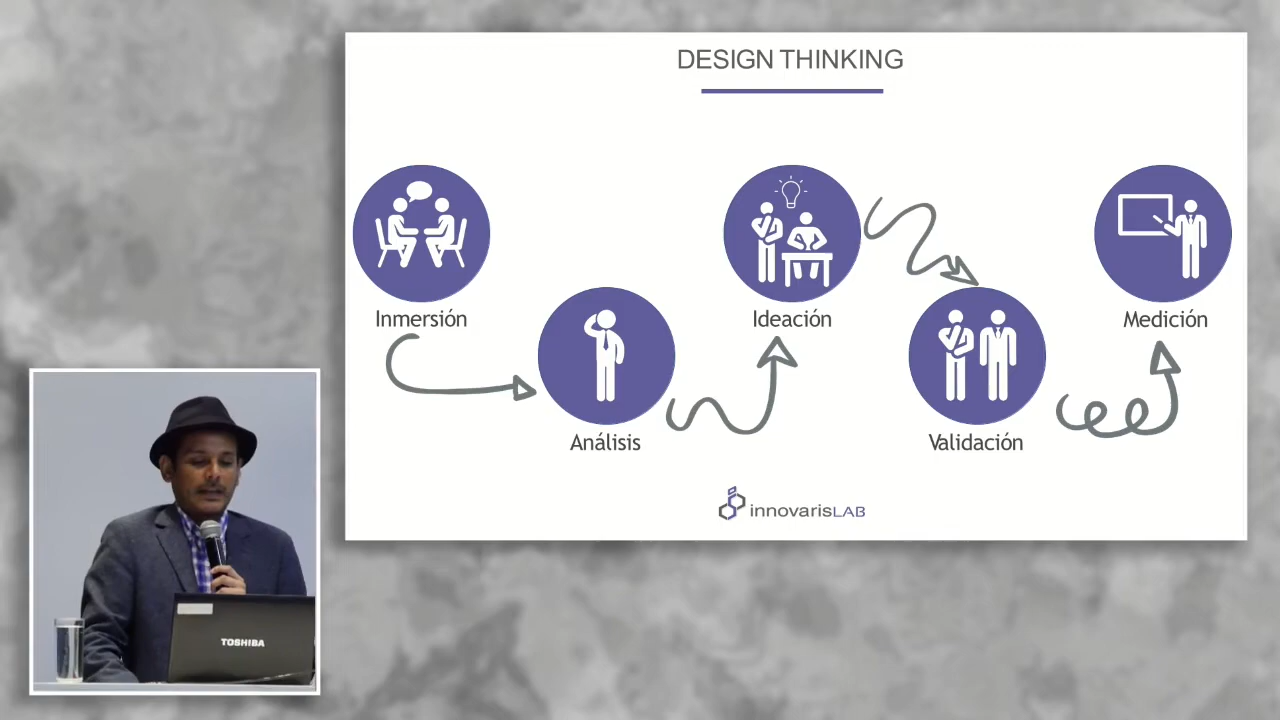 DESIGN THINKING
Inmersión
Análisis
Ideación
Validación
Medición
innovarisLAB
TOSHIBA